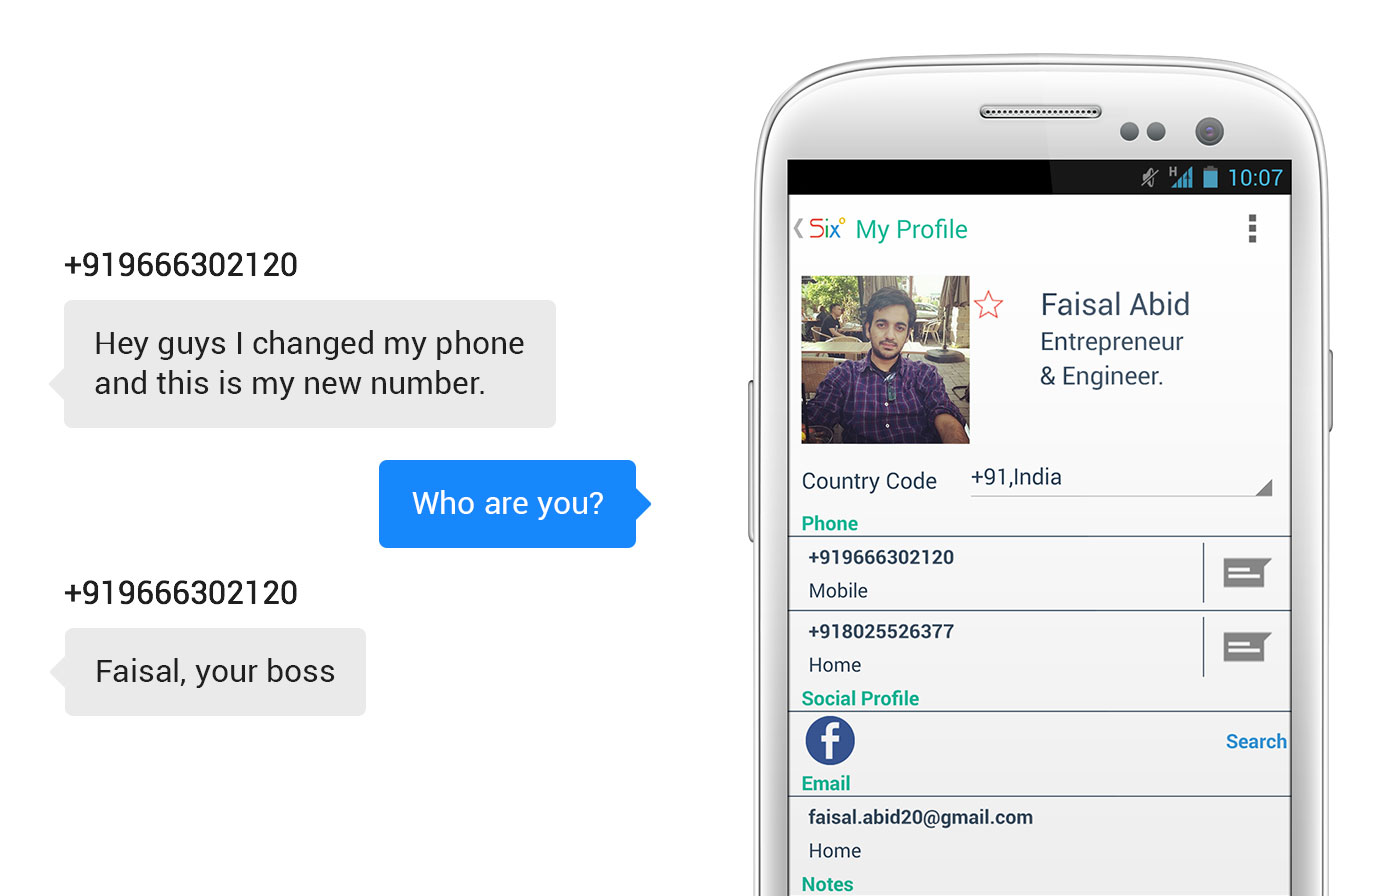 +919666302120
Hey guys I changed my phone
and this is my new number.
Who are you?
+919666302120
Faisal, your boss
H 10:07
Six° My Profile
Faisal Abid
Entrepreneur
& Engineer.
Country Code +91,India
Phone
+919666302120
Mobile
+918025526377
Home
Social Profile
f Search
Email
faisal.abid20@gmail.com
Home
Notes